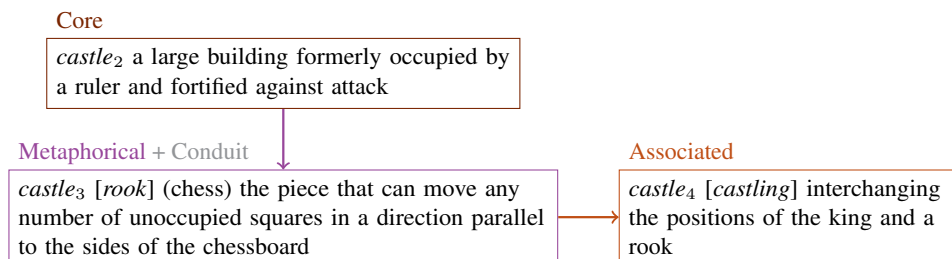 Core
castle₂ a large building formerly occupied by
a ruler and fortified against attack
Metaphorical + Conduit
castle₃ [rook] (chess) the piece that can move any
number of unoccupied squares in a direction parallel
to the sides of the chessboard
Associated
castle₄ [castling] interchanging
the positions of the king and a
rook